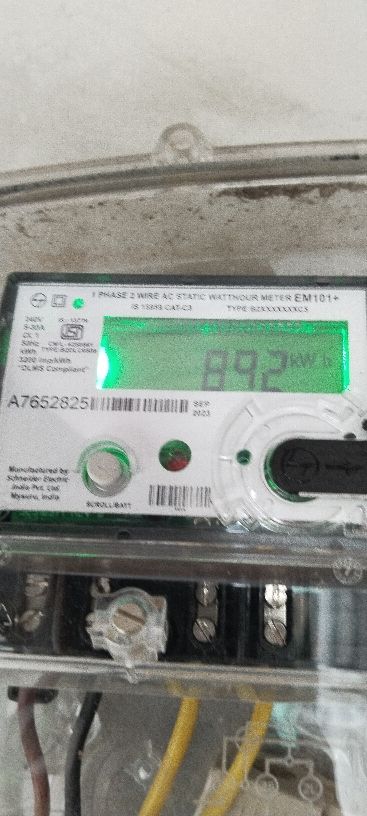 1 PHASE 2 WIRE AC STATIC WATTHOUR METER EM101+
IS 13779
240V
5-30A
CL 1
50Hz
kWh
3200 imp/kWh
"DLMS Compliant"
892 kWh
A7652825
SEP
2023
Manufactured by
Schneider Electric
India Pvt. Ltd.
Mysuru, India
SCROLL/BATT